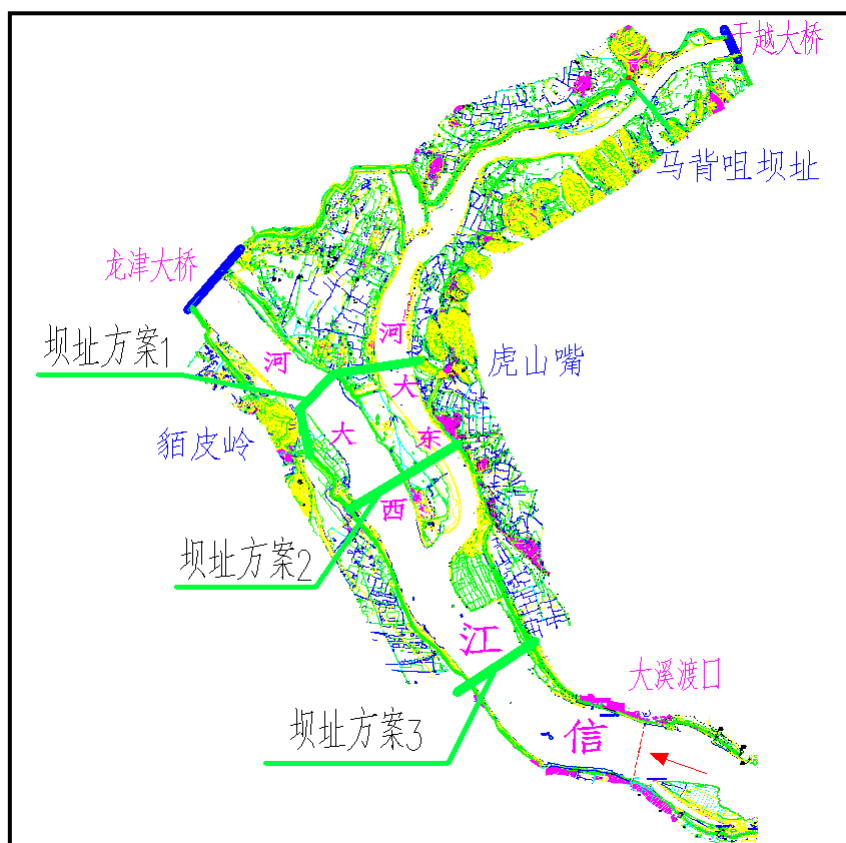 于越大桥
马背咀坝址
龙津大桥
坝址方案1
河
河
虎山嘴
大
貊皮岭
大
东
西
坝址方案2
江
大溪渡口
坝址方案3
信